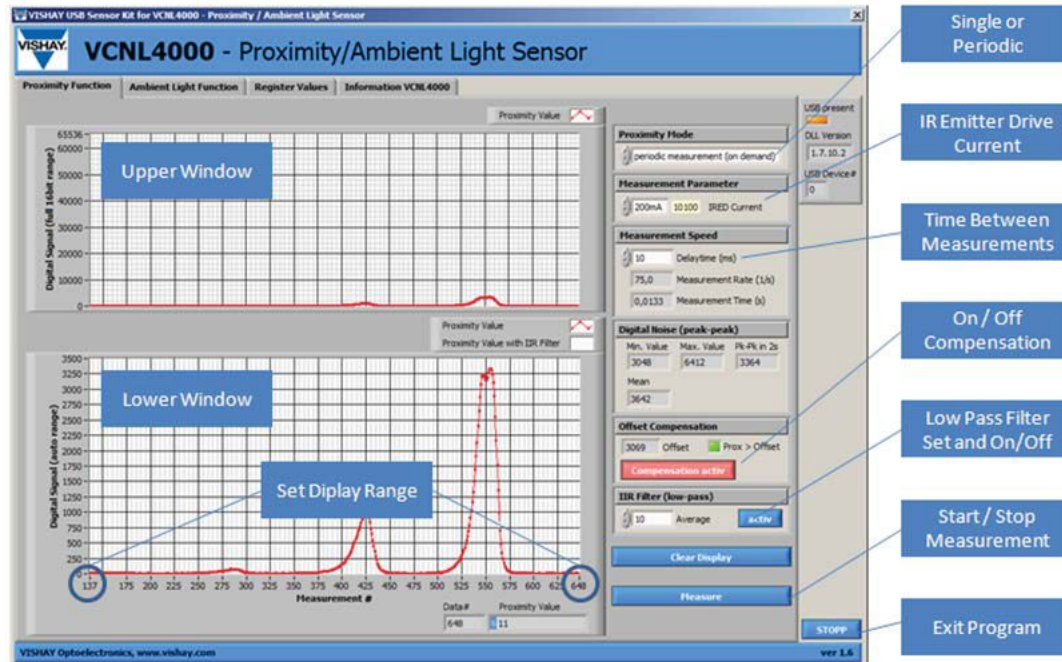 VISHAY USB Sensor Kit for VCNL4000 - Proximity / Ambient Light Sensor
VISHAY.
VCNL4000 - Proximity/Ambient Light Sensor
Proximity Function
Ambient Light Function
Register Values
Information VCNL4000
Proximity Value
Digital Signal (full 16bit range)
65536
60000
50000
40000
30000
20000
10000
0
Upper Window
Proximity Value
Proximity Value with IIR Filter
Digital Signal (auto range)
3500
3250
3000
2750
2500
2250
2000
1750
1500
1250
1000
750
500
250
0
Lower Window
Set Diplay Range
137 175 200 225 250 275 300 325 350 375 400 425 450 475 500 525 550 575 600 625 648
Measurement #
Data# Proximity Value
648 11
Proximity Mode
periodic measurement (on demand)
Measurement Parameter
200mA 10100 IRED Current
Measurement Speed
10 Delaytime (ms)
75,0 Measurement Rate (1/s)
0,0133 Measurement Time (s)
Digital Noise (peak-peak)
Min. Value Max. Value Pk-Pk in 2s
3048 6412 3364
Mean
3642
Offset Compensation
3069 Offset Prox > Offset
Compensation activ
IIR Filter (low-pass)
10 Average activ
Clear Display
Measure
USB present
DLL Version
1.7.10.2
USB Device#
0
STOPP
VISHAY Optoelectronics, www.vishay.com
ver 1.6
Single or
Periodic
IR Emitter Drive
Current
Time Between
Measurements
On / Off
Compensation
Low Pass Filter
Set and On/Off
Start / Stop
Measurement
Exit Program